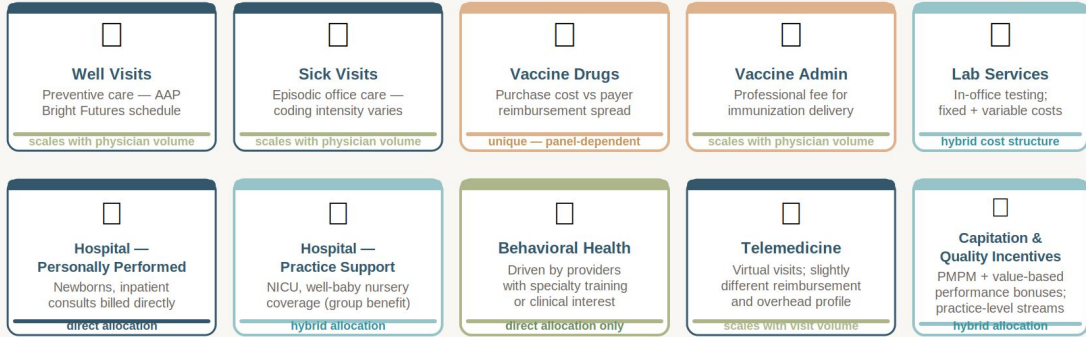 Well Visits
Preventive care — AAP
Bright Futures schedule
scales with physician volume
Sick Visits
Episodic office care —
coding intensity varies
scales with physician volume
Vaccine Drugs
Purchase cost vs payer
reimbursement spread
unique — panel-dependent
Vaccine Admin
Professional fee for
immunization delivery
scales with physician volume
Lab Services
In-office testing;
fixed + variable costs
hybrid cost structure
Hospital —
Personally Performed
Newborns, inpatient
consults billed directly
direct allocation
Hospital —
Practice Support
NICU, well-baby nursery
coverage (group benefit)
hybrid allocation
Behavioral Health
Driven by providers
with specialty training
or clinical interest
direct allocation only
Telemedicine
Virtual visits; slightly
different reimbursement
and overhead profile
scales with visit volume
Capitation &
Quality Incentives
PMPM + value-based
performance bonuses;
practice-level streams
hybrid allocation